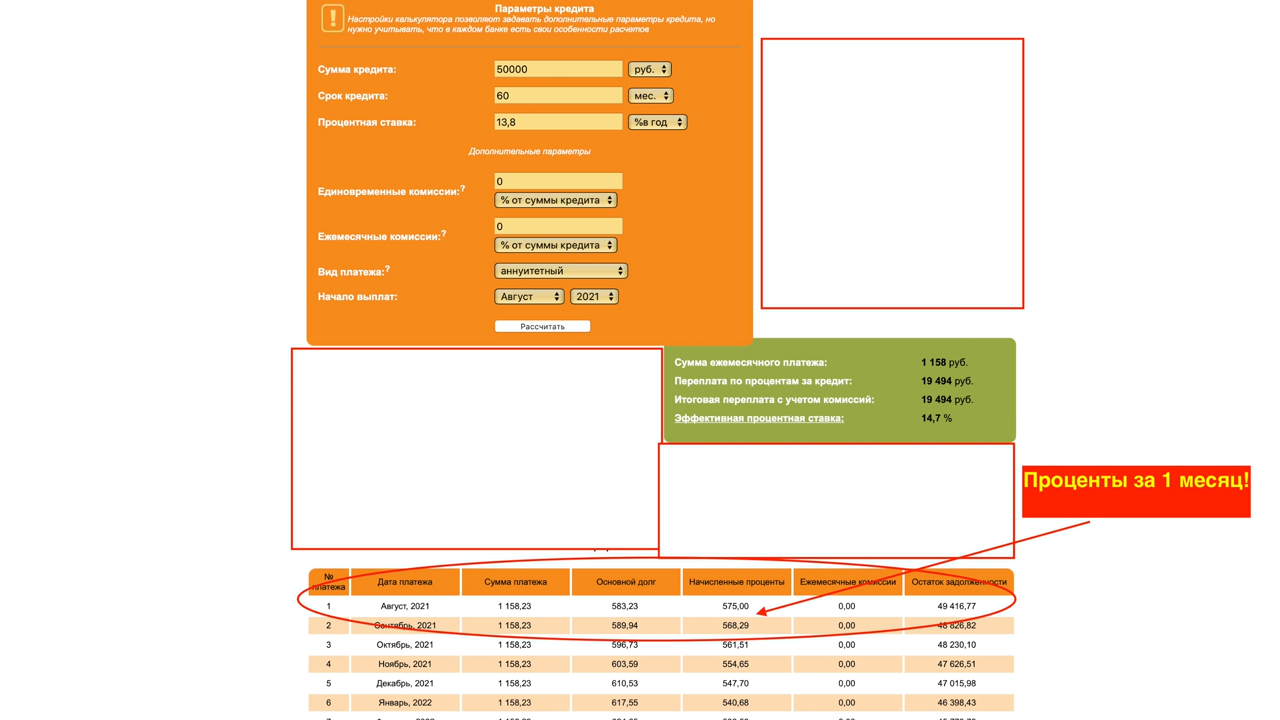 Параметры кредита
Настройки калькулятора позволяют задавать дополнительные параметры кредита, но
нужно учитывать, что в каждом банке есть свои особенности расчетов
Сумма кредита: 50000 руб.
Срок кредита: 60 мес.
Процентная ставка: 13,8 %в год
Дополнительные параметры
Единовременные комиссии:? 0
% от суммы кредита
Ежемесячные комиссии:? 0
% от суммы кредита
Вид платежа:? аннуитетный
Начало выплат: Август 2021
Рассчитать
Сумма ежемесячного платежа: 1 158 руб.
Переплата по процентам за кредит: 19 494 руб.
Итоговая переплата с учетом комиссий: 19 494 руб.
Эффективная процентная ставка: 14,7 %
Проценты за 1 месяц!
№ платежа Дата платежа Сумма платежа Основной долг Начисленные проценты Ежемесячные комиссии Остаток задолженности
1 Август, 2021 1 158,23 583,23 575,00 0,00 49 416,77
2 Сентябрь, 2021 1 158,23 589,94 568,29 0,00 48 826,82
3 Октябрь, 2021 1 158,23 596,73 561,51 0,00 48 230,10
4 Ноябрь, 2021 1 158,23 603,59 554,65 0,00 47 626,51
5 Декабрь, 2021 1 158,23 610,53 547,70 0,00 47 015,98
6 Январь, 2022 1 158,23 617,55 540,68 0,00 46 398,43